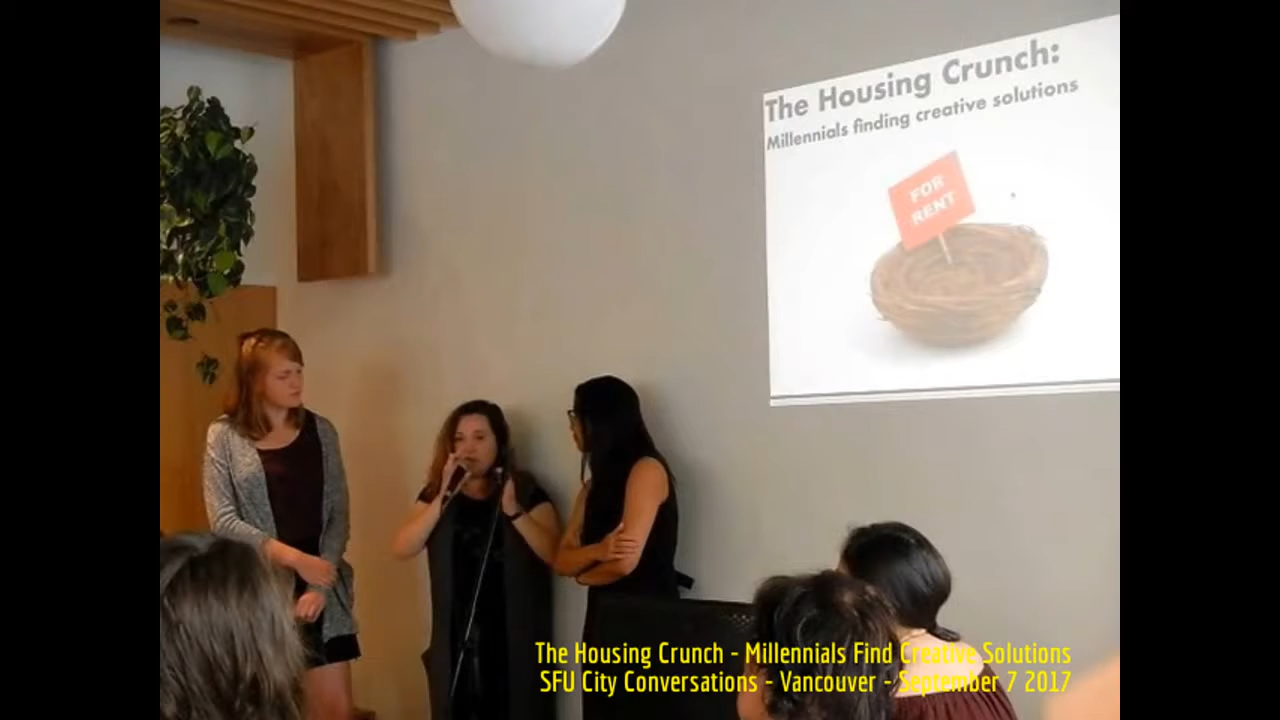 The Housing Crunch:
Millennials finding creative solutions
FOR
RENT
The Housing Crunch - Millennials Find Creative Solutions
SFU City Conversations - Vancouver - September 7 2017